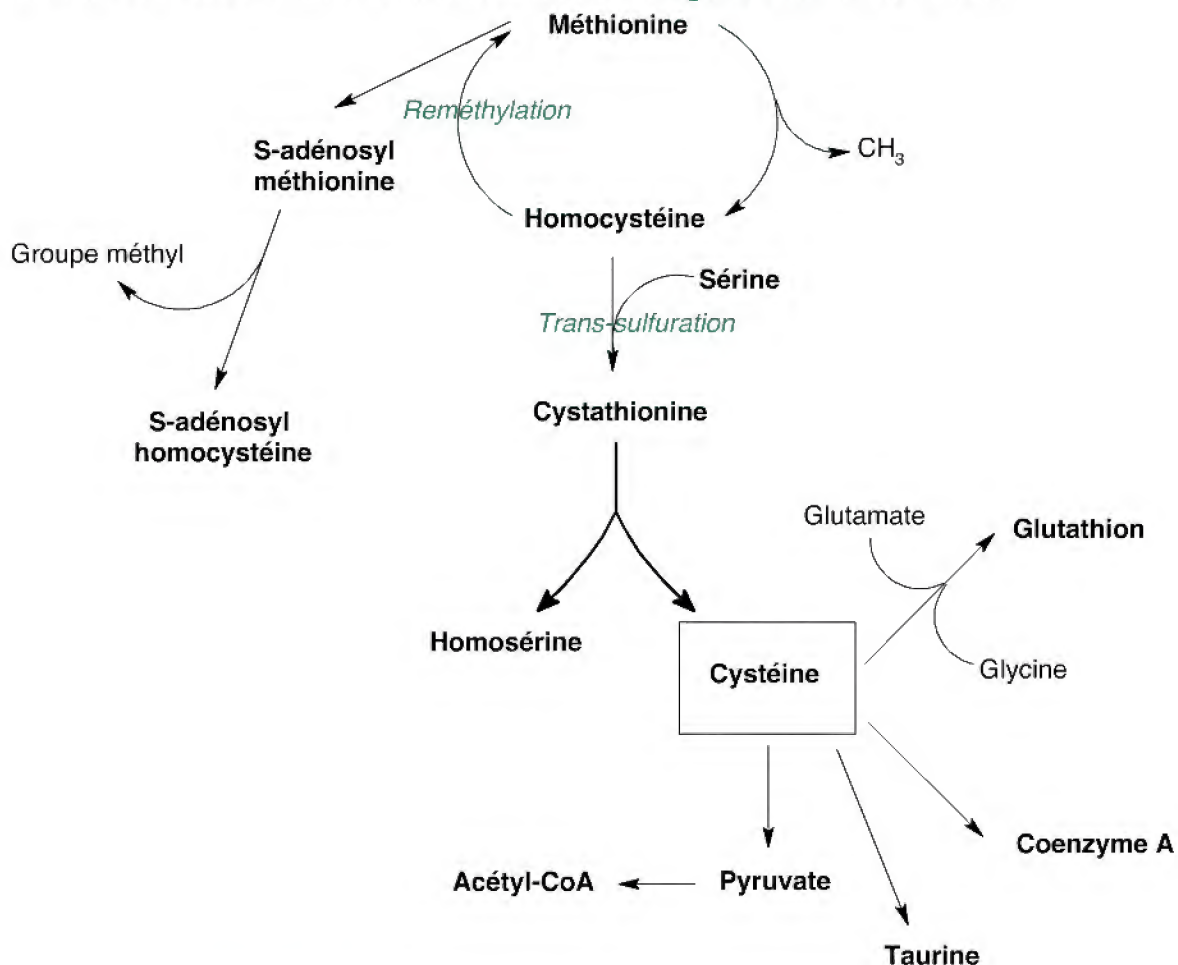 Méthionine
Reméthylation
S-adénosyl
méthionine
CH₃
Homocystéine
Groupe méthyl
Sérine
Trans-sulfuration
S-adénosyl
homocystéine
Cystathionine
Glutamate
Glutathion
Homosérine
Cystéine
Glycine
Coenzyme A
Acétyl-CoA
Pyruvate
Taurine